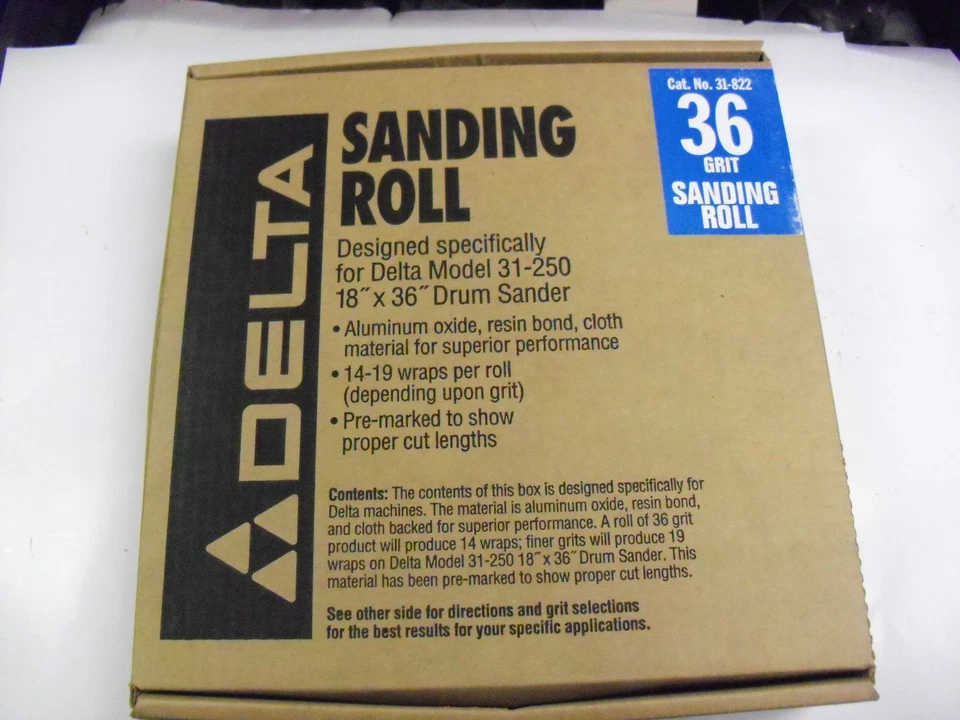 DELTA
SANDING
ROLL
Designed specifically
for Delta Model 31-250
18″ x 36″ Drum Sander
• Aluminum oxide, resin bond, cloth
material for superior performance
• 14-19 wraps per roll
(depending upon grit)
• Pre-marked to show
proper cut lengths
Contents: The contents of this box is designed specifically for
Delta machines. The material is aluminum oxide, resin bond,
and cloth backed for superior performance. A roll of 36 grit
product will produce 14 wraps; finer grits will produce 19
wraps on Delta Model 31-250 18″ x 36″ Drum Sander. This
material has been pre-marked to show proper cut lengths.
See other side for directions and grit selections
for the best results for your specific applications.
Cat. No. 31-822
36
GRIT
SANDING
ROLL